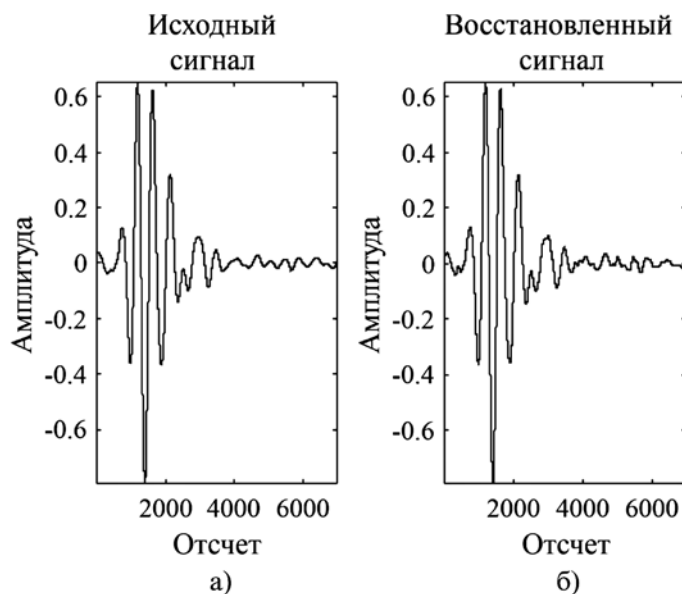 Исходный
сигнал
0.6
0.4
0.2
0
-0.2
-0.4
-0.6
Амплитуда
2000 4000 6000
Отсчет
а)
Восстановленный
сигнал
0.6
0.4
0.2
0
-0.2
-0.4
-0.6
Амплитуда
2000 4000 6000
Отсчет
б)